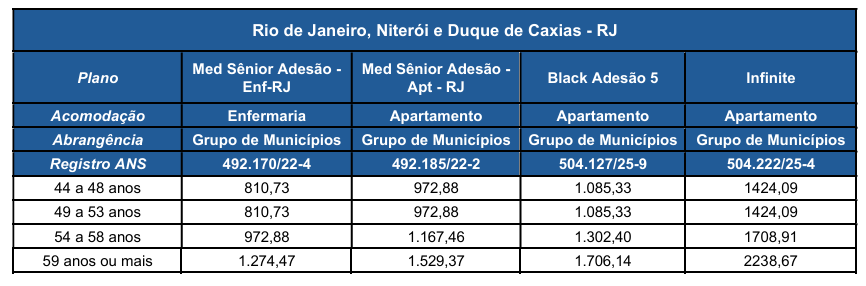 Rio de Janeiro, Niterói e Duque de Caxias - RJ
Plano Med Sênior Adesão - Enf-RJ Med Sênior Adesão - Apt - RJ Black Adesão 5 Infinite
Acomodação Enfermaria Apartamento Apartamento Apartamento
Abrangência Grupo de Municípios Grupo de Municípios Grupo de Municípios Grupo de Municípios
Registro ANS 492.170/22-4 492.185/22-2 504.127/25-9 504.222/25-4
44 a 48 anos 810,73 972,88 1.085,33 1424,09
49 a 53 anos 810,73 972,88 1.085,33 1424,09
54 a 58 anos 972,88 1.167,46 1.302,40 1708,91
59 anos ou mais 1.274,47 1.529,37 1.706,14 2238,67